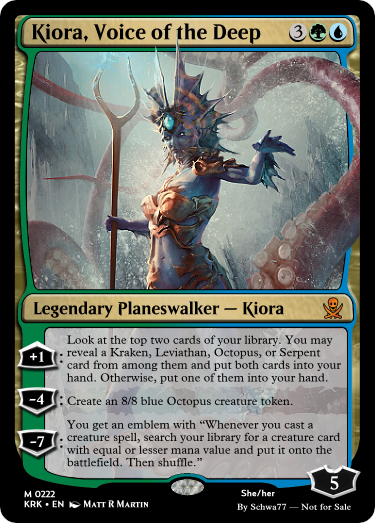 Kiora, Voice of the Deep 3
Legendary Planeswalker — Kiora
+1: Look at the top two cards of your library. You may
reveal a Kraken, Leviathan, Octopus, or Serpent
card from among them and put both cards into your
hand. Otherwise, put one of them into your hand.
−4: Create an 8/8 blue Octopus creature token.
−7: You get an emblem with “Whenever you cast a
creature spell, search your library for a creature card
with equal or lesser mana value and put it onto the
battlefield. Then shuffle.”
5
M 0222 She/her
KRK • EN MATT R MARTIN By Schwa77 — Not for Sale